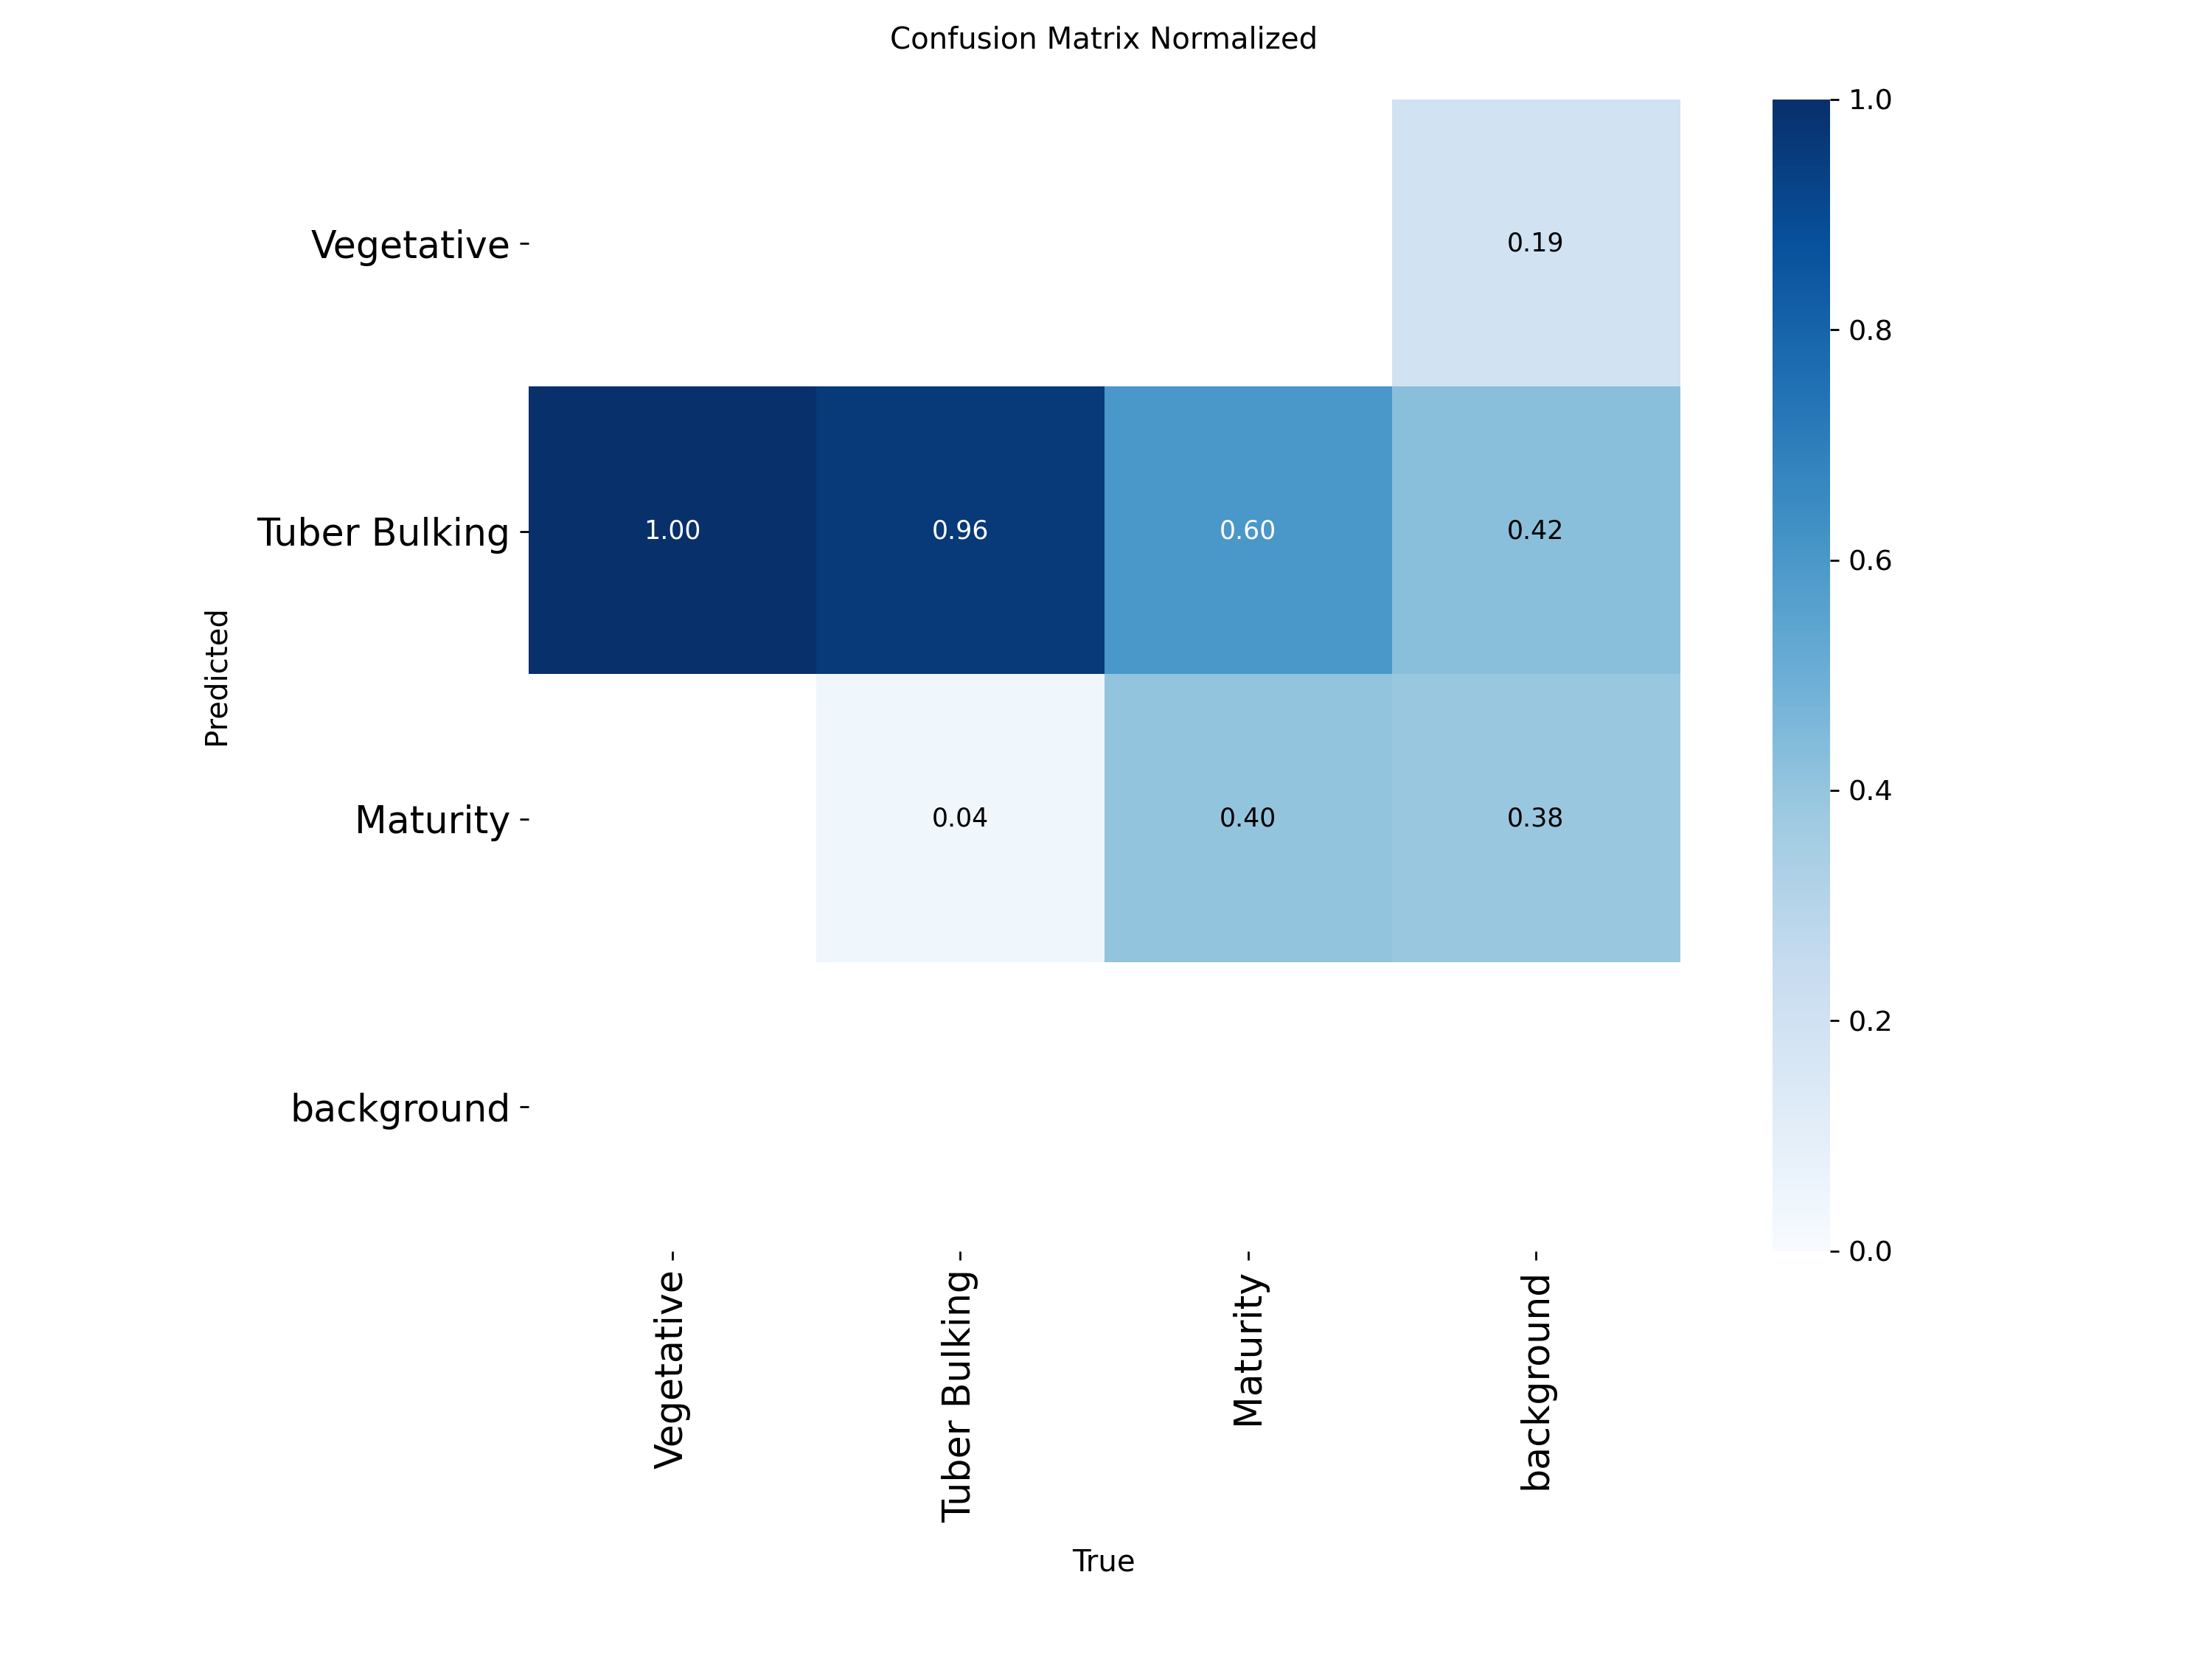 Confusion Matrix Normalized
Vegetative
0.19
Tuber Bulking
1.00 0.96 0.60 0.42
Maturity
0.04 0.40 0.38
background
Predicted
Vegetative
Tuber Bulking
Maturity
background
True
1.0
0.8
0.6
0.4
0.2
0.0